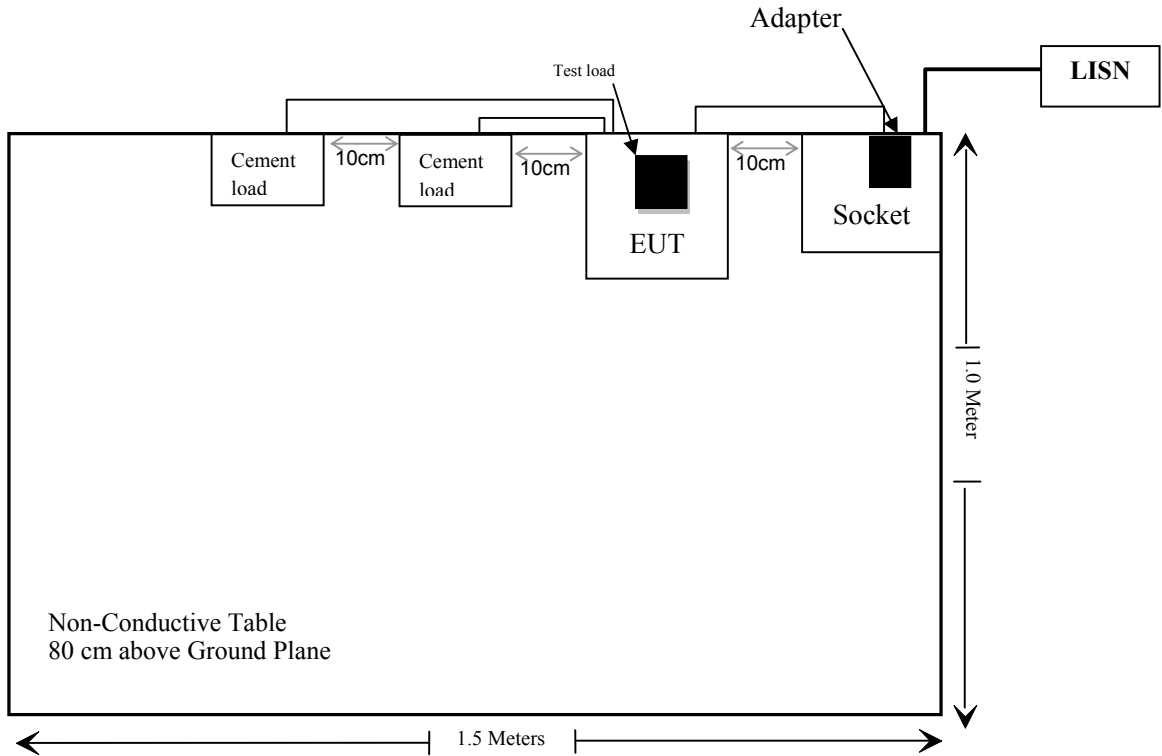 Adapter
LISN
Test load
Cement
load
10cm
Cement
load
10cm
10cm
EUT
Socket
1.0 Meter
Non-Conductive Table
80 cm above Ground Plane
1.5 Meters